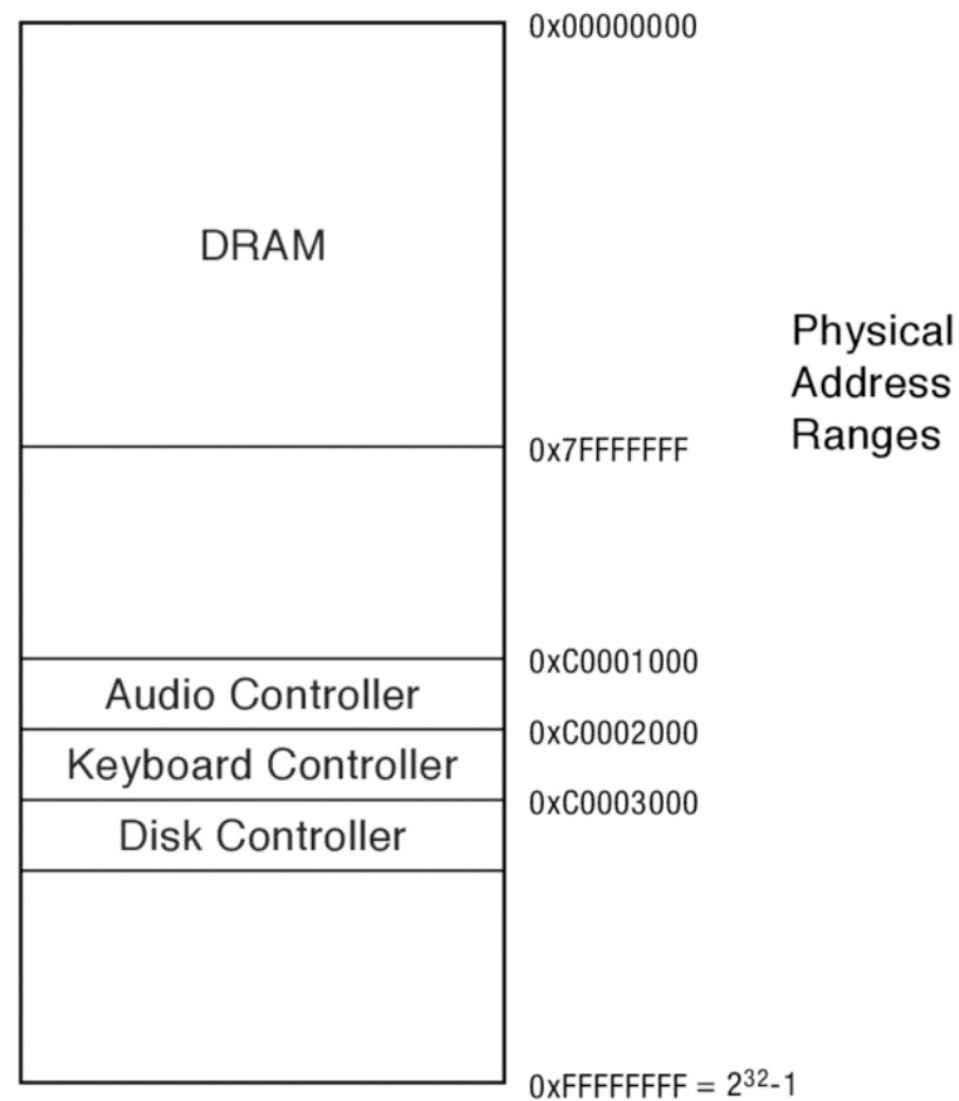 0x00000000
DRAM
Physical
Address
Ranges
0x7FFFFFFF
0xC0001000
Audio Controller
0xC0002000
Keyboard Controller
0xC0003000
Disk Controller
0xFFFFFFFF = 2³²-1